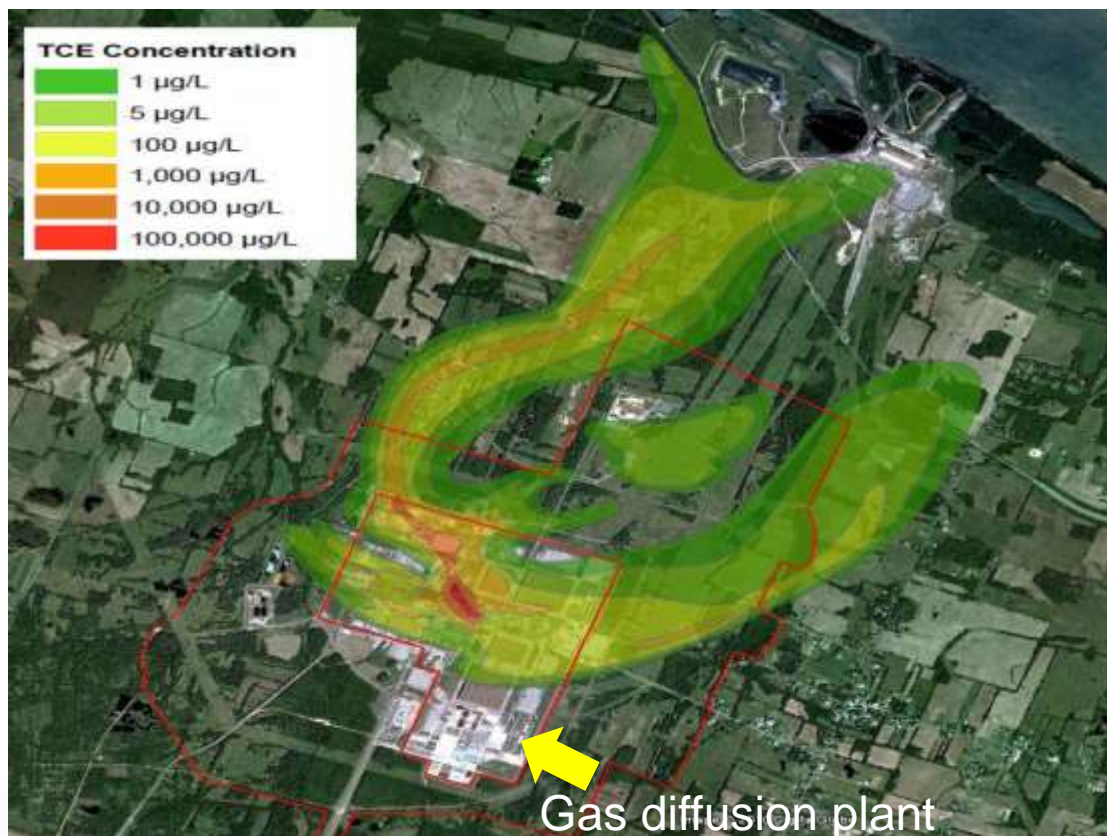 TCE Concentration
1 µg/L
5 µg/L
100 µg/L
1,000 µg/L
10,000 µg/L
100,000 µg/L
Gas diffusion plant